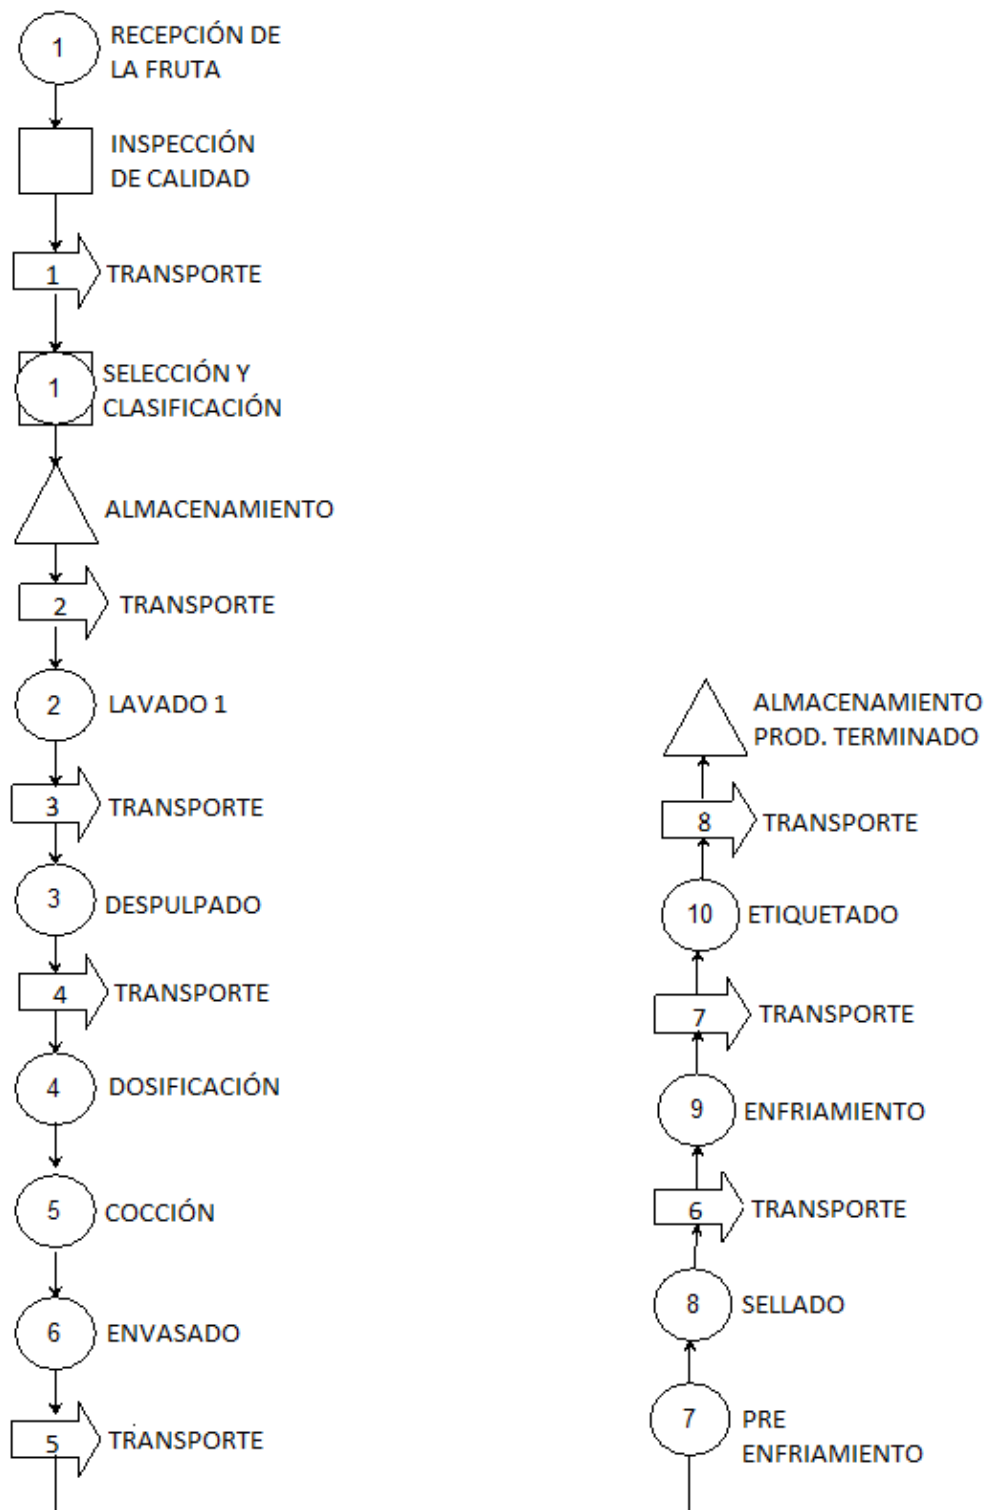 1
RECEPCIÓN DE
LA FRUTA
INSPECCIÓN
DE CALIDAD
1
TRANSPORTE
1
SELECCIÓN Y
CLASIFICACIÓN
ALMACENAMIENTO
2
TRANSPORTE
2
LAVADO 1
3
TRANSPORTE
3
DESPULPADO
4
TRANSPORTE
4
DOSIFICACIÓN
5
COCCIÓN
6
ENVASADO
5
TRANSPORTE
7
PRE
ENFRIAMIENTO
8
SELLADO
6
TRANSPORTE
9
ENFRIAMIENTO
7
TRANSPORTE
10
ETIQUETADO
8
TRANSPORTE
ALMACENAMIENTO
PROD. TERMINADO